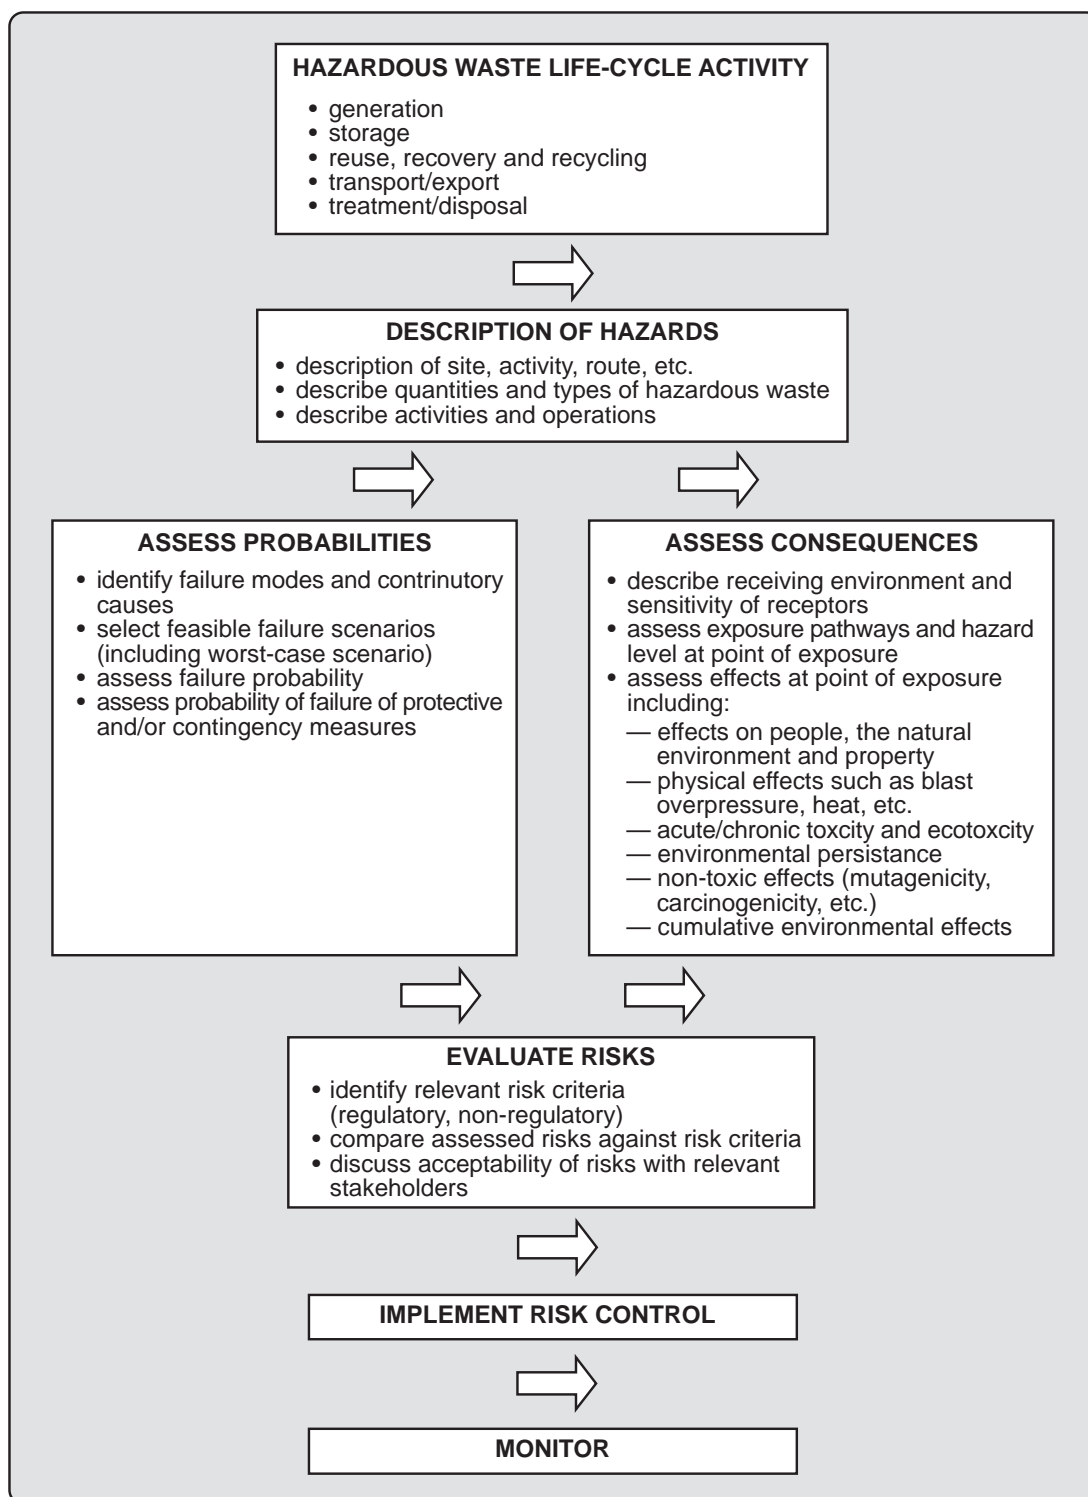 HAZARDOUS WASTE LIFE-CYCLE ACTIVITY
• generation
• storage
• reuse, recovery and recycling
• transport/export
• treatment/disposal
DESCRIPTION OF HAZARDS
• description of site, activity, route, etc.
• describe quantities and types of hazardous waste
• describe activities and operations
ASSESS PROBABILITIES
• identify failure modes and contrinutory
causes
• select feasible failure scenarios
(including worst-case scenario)
• assess failure probability
• assess probability of failure of protective
and/or contingency measures
ASSESS CONSEQUENCES
• describe receiving environment and
sensitivity of receptors
• assess exposure pathways and hazard
level at point of exposure
• assess effects at point of exposure
including:
— effects on people, the natural
environment and property
— physical effects such as blast
overpressure, heat, etc.
— acute/chronic toxcity and ecotoxcity
— environmental persistance
— non-toxic effects (mutagenicity,
carcinogenicity, etc.)
— cumulative environmental effects
EVALUATE RISKS
• identify relevant risk criteria
(regulatory, non-regulatory)
• compare assessed risks against risk criteria
• discuss acceptability of risks with relevant
stakeholders
IMPLEMENT RISK CONTROL
MONITOR